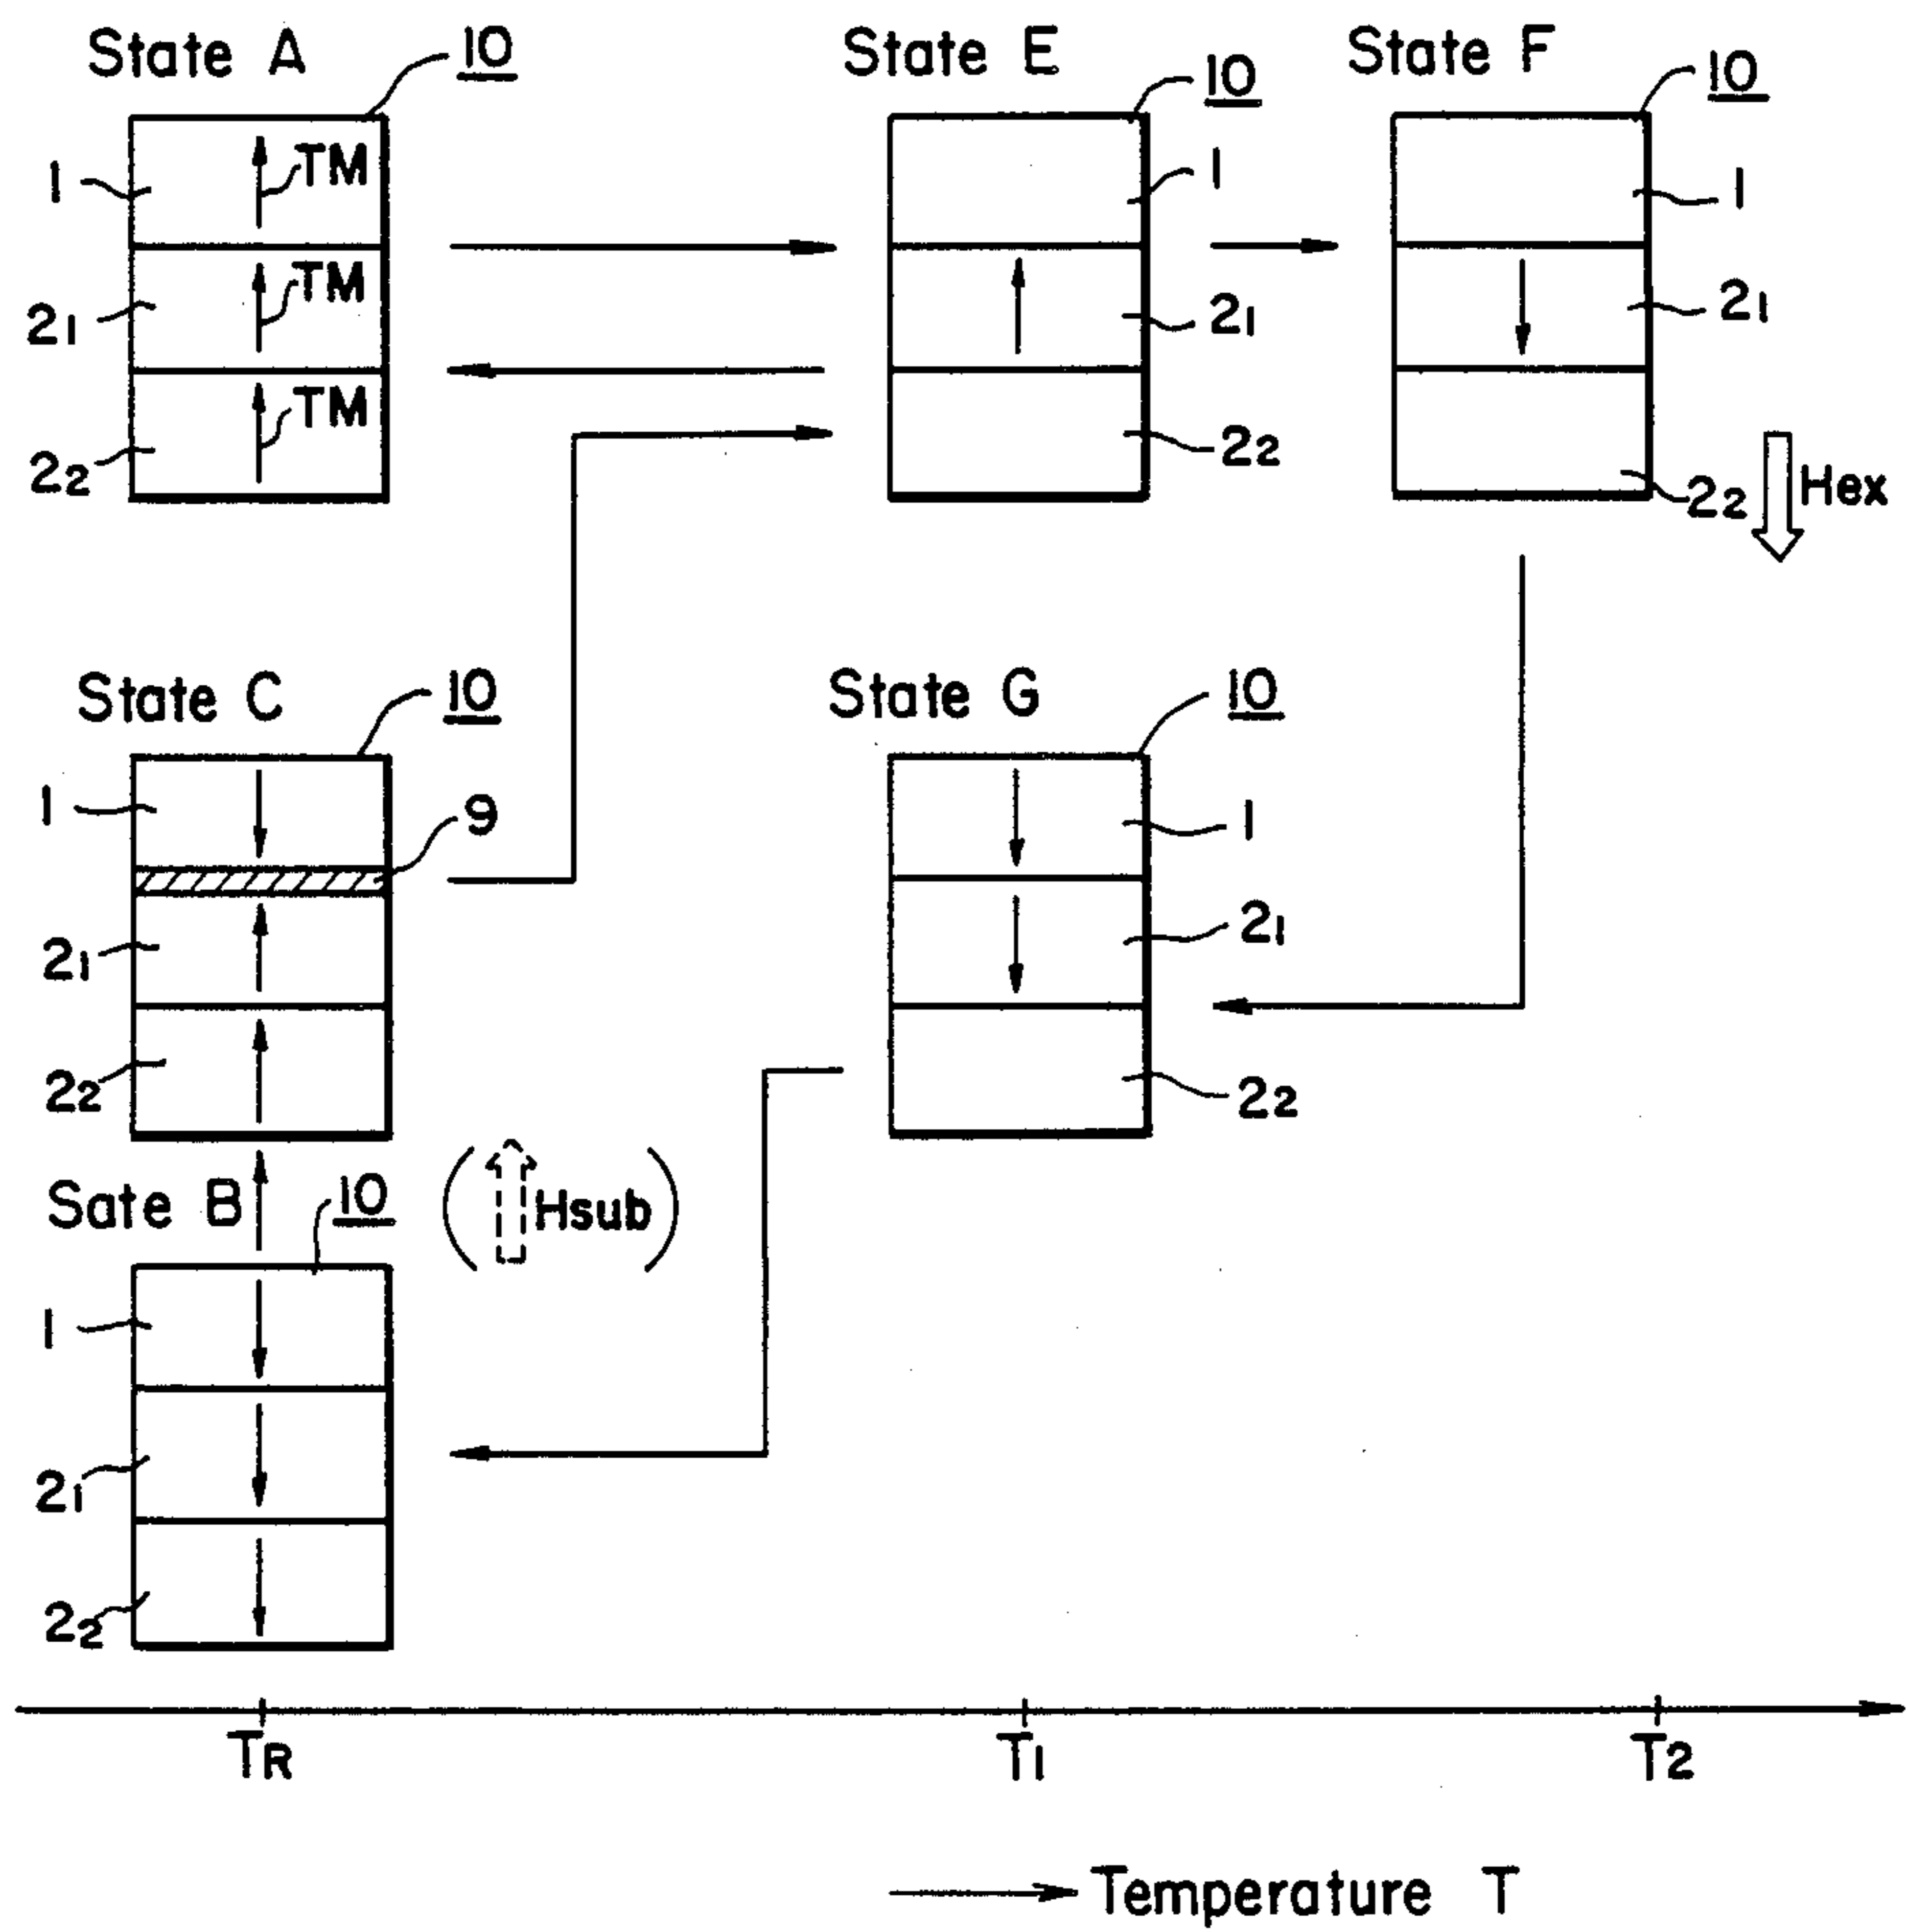 State A 10
State E 10
State F 10
1 TM
1
1
21 TM
21
21
22 TM
22
22 Hex
State C 10
State G 10
1 9
1
21
21
22
22
Sate B 10
(Hsub)
1
21
22
TR T1 T2
Temperature T